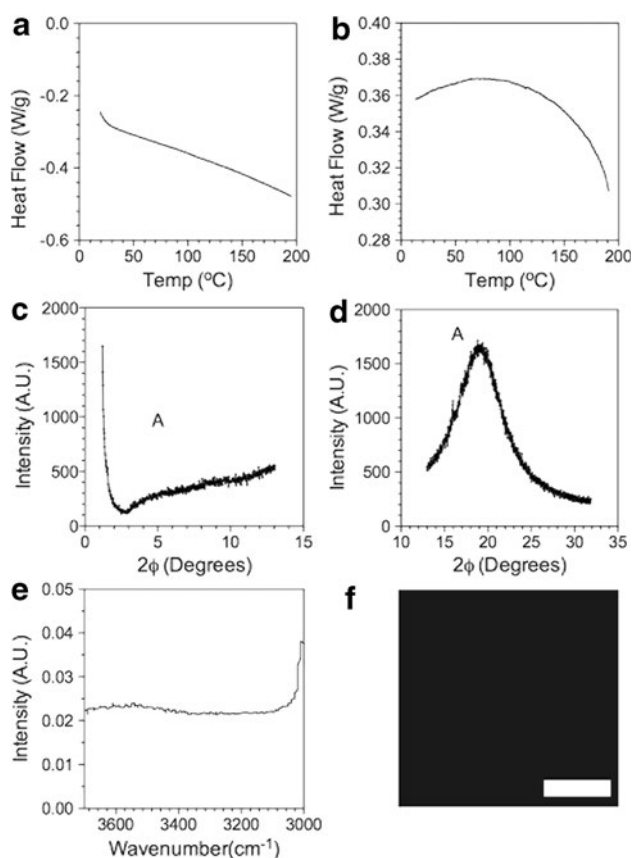 a
0.0
-0.2
-0.4
-0.6
Heat Flow (W/g)
0 50 100 150 200
Temp (ºC)
b
0.40
0.38
0.36
0.34
0.32
0.30
0.28
Heat Flow (W/g)
0 50 100 150 200
Temp (ºC)
c
2000
1500
1000
500
0
Intensity (A.U.)
A
0 5 10 15
2ϕ (Degrees)
d
2000
1500
1000
500
0
Intensity (A.U.)
A
10 15 20 25 30 35
2ϕ (Degrees)
e
0.05
0.04
0.03
0.02
0.01
0.00
Intensity (A.U.)
3600 3400 3200 3000
Wavenumber(cm-1)
f